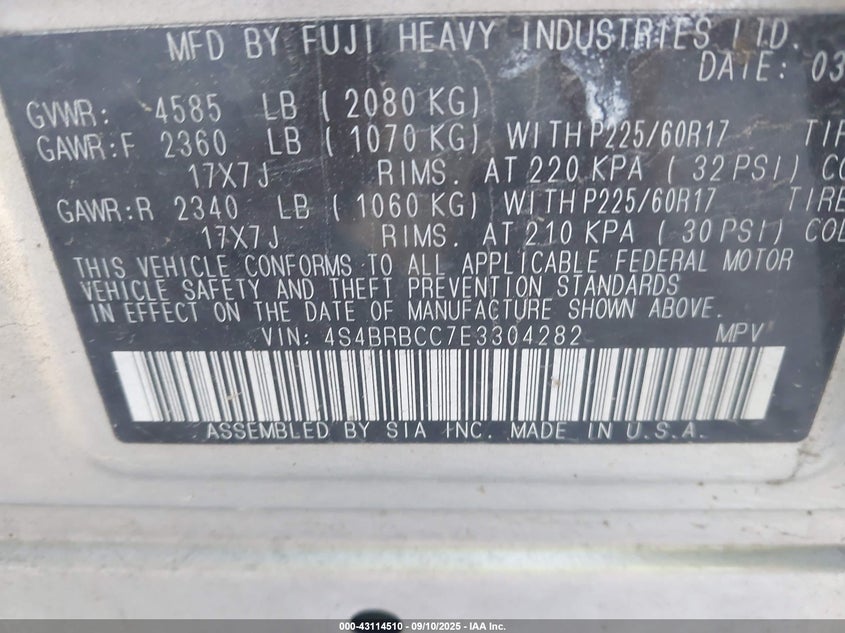 MFD BY FUJI HEAVY INDUSTRIES LTD.
DATE: 03
GVWR: 4585 LB ( 2080 KG)
GAWR:F 2360 LB ( 1070 KG) WITH P225/60R17 TIR
17X7J RIMS. AT 220 KPA ( 32 PSI) CO
GAWR:R 2340 LB ( 1060 KG) WITH P225/60R17 TIRE
17X7J RIMS. AT 210 KPA ( 30 PSI) COL
THIS VEHICLE CONFORMS TO ALL APPLICABLE FEDERAL MOTOR
VEHICLE SAFETY AND THEFT PREVENTION STANDARDS
IN EFFECT ON THE DATE OF MANUFACTURE SHOWN ABOVE.
VIN: 4S4BRBCC7E3304282 MPV
ASSEMBLED BY SIA INC. MADE IN U.S.A.
000-43114510 - 09/10/2025 - IAA Inc.